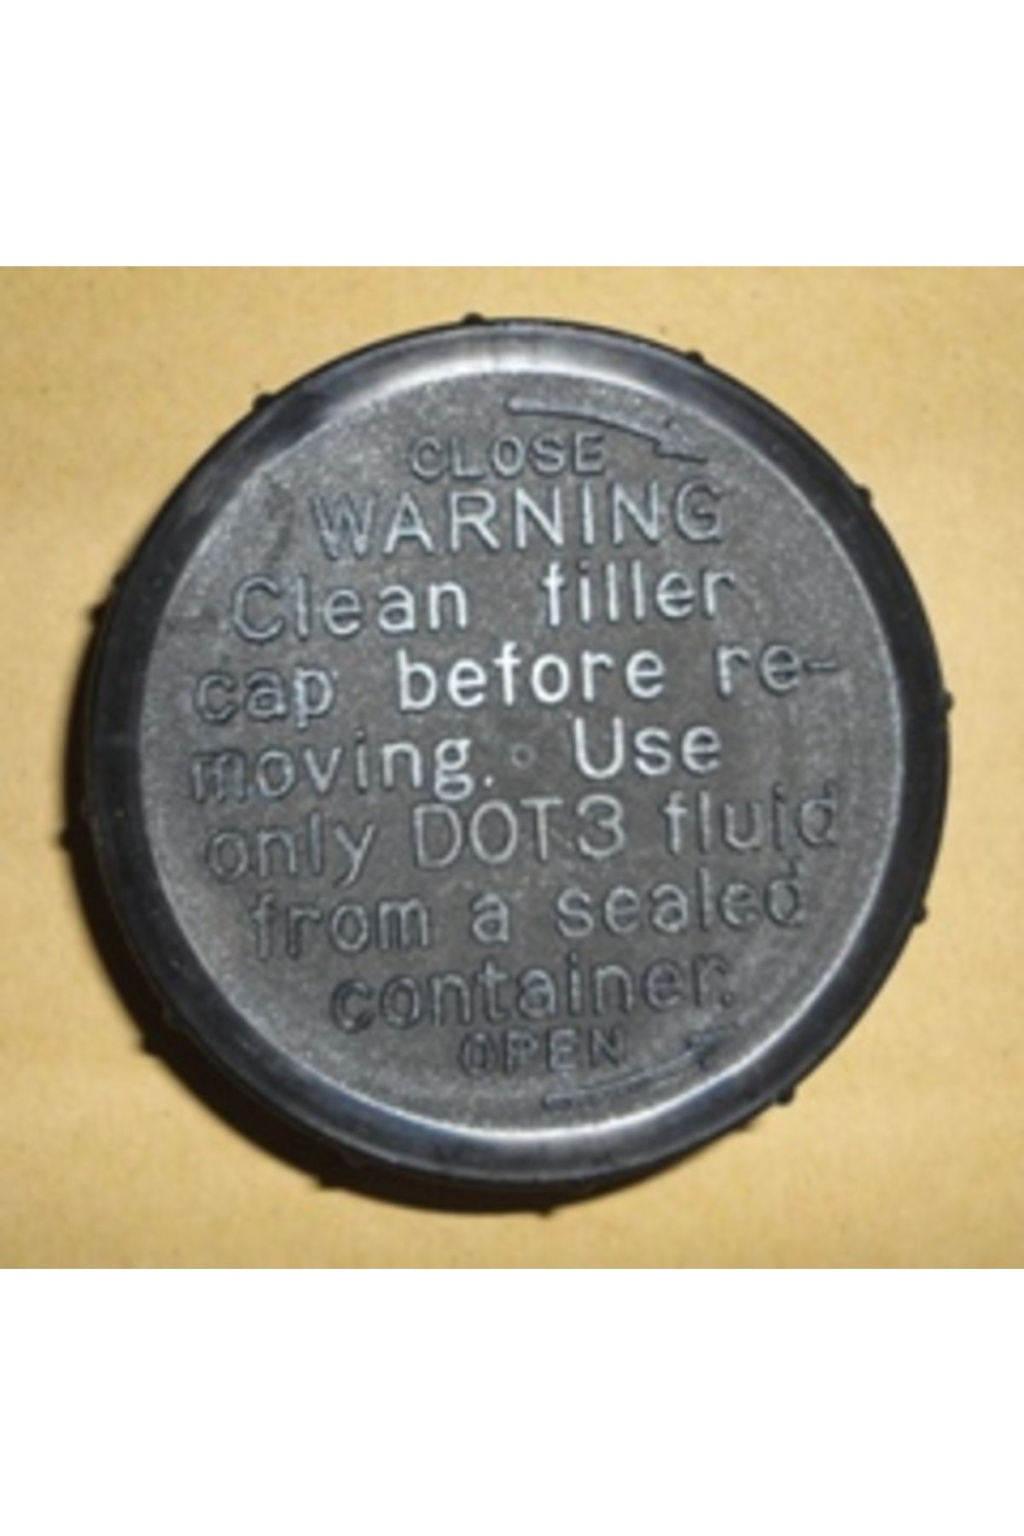 CLOSE
WARNING
Clean filler
cap before re-
moving. Use
only DOT3 fluid
from a sealed
container.
OPEN